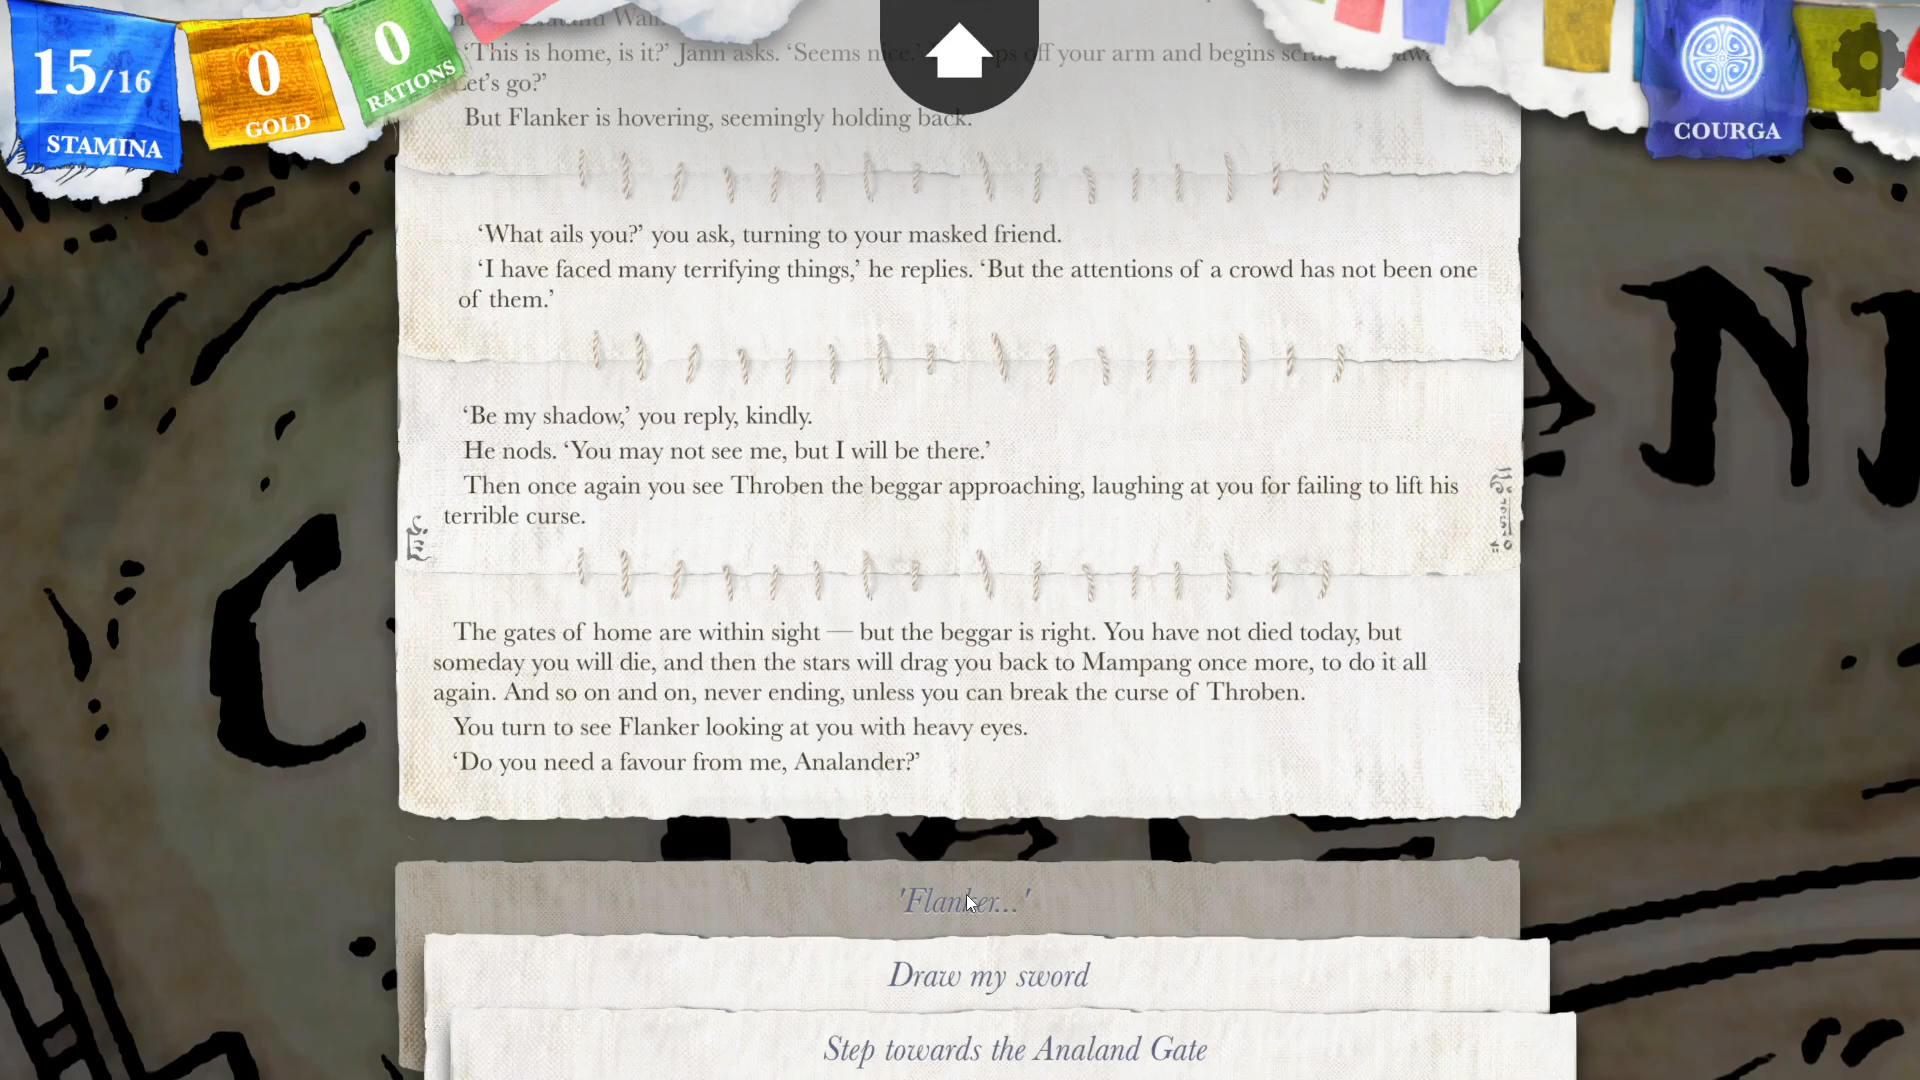 15/16
STAMINA
0
GOLD
0
RATIONS
COURGA
'This is home, is it?' Jann asks. 'Seems nice.' off your arm and begins
Let's go?'
But Flanker is hovering, seemingly holding back.
'What ails you?' you ask, turning to your masked friend.
'I have faced many terrifying things,' he replies. 'But the attentions of a crowd has not been one
of them.'
'Be my shadow,' you reply, kindly.
He nods. 'You may not see me, but I will be there.'
Then once again you see Throben the beggar approaching, laughing at you for failing to lift his
terrible curse.
The gates of home are within sight — but the beggar is right. You have not died today, but
someday you will die, and then the stars will drag you back to Mampang once more, to do it all
again. And so on and on, never ending, unless you can break the curse of Throben.
You turn to see Flanker looking at you with heavy eyes.
'Do you need a favour from me, Analander?'
'Flanker...'
Draw my sword
Step towards the Analand Gate